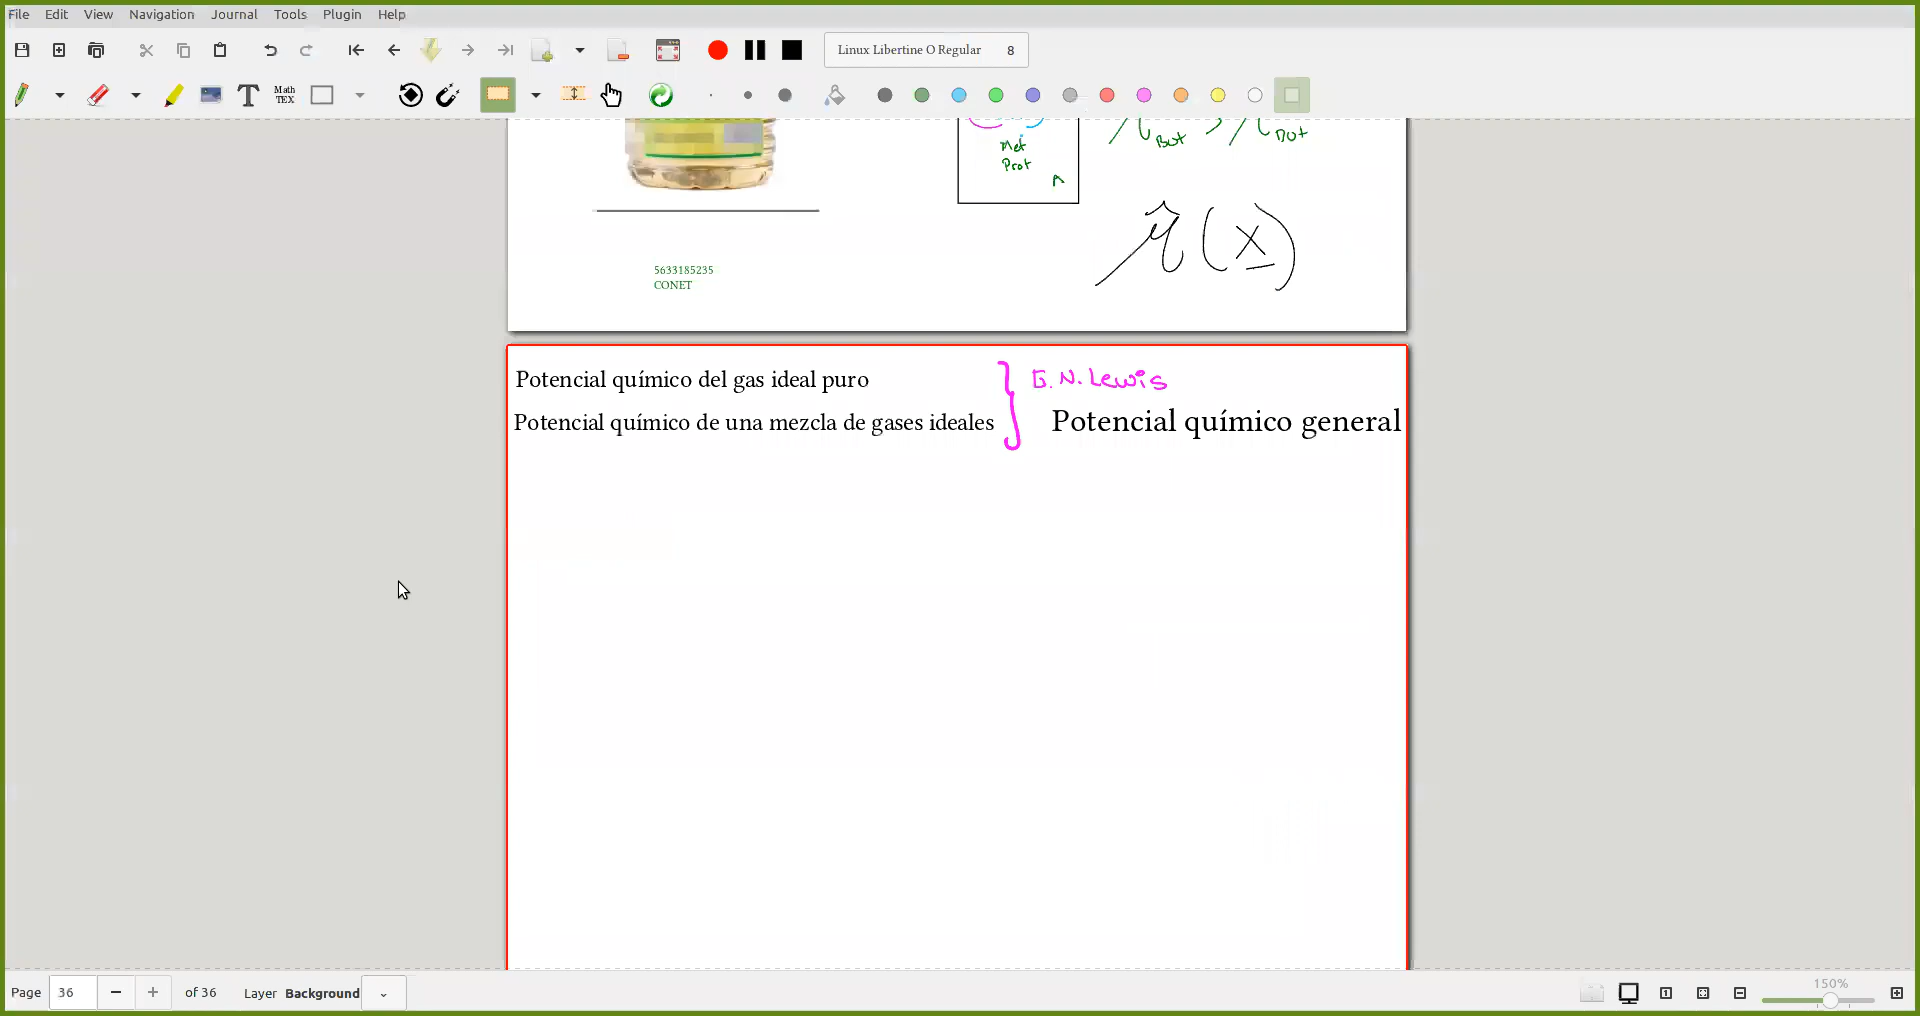 File Edit View Navigation Journal Tools Plugin Help
Linux Libertine O Regular 8
T Math TEX
Met
Prot
A
μBut > μBut
μ̂ (X)
5633185235
CONET
Potencial químico del gas ideal puro
G. N. Lewis
Potencial químico de una mezcla de gases ideales
Potencial químico general
Page 36 of 36 Layer Background 150%